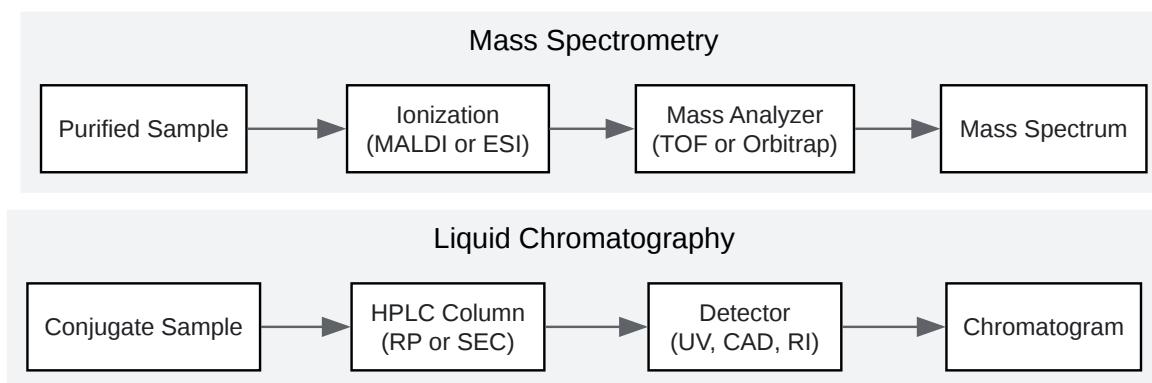 Mass Spectrometry
Purified Sample
Ionization
(MALDI or ESI)
Mass Analyzer
(TOF or Orbitrap)
Mass Spectrum
Liquid Chromatography
Conjugate Sample
HPLC Column
(RP or SEC)
Detector
(UV, CAD, RI)
Chromatogram